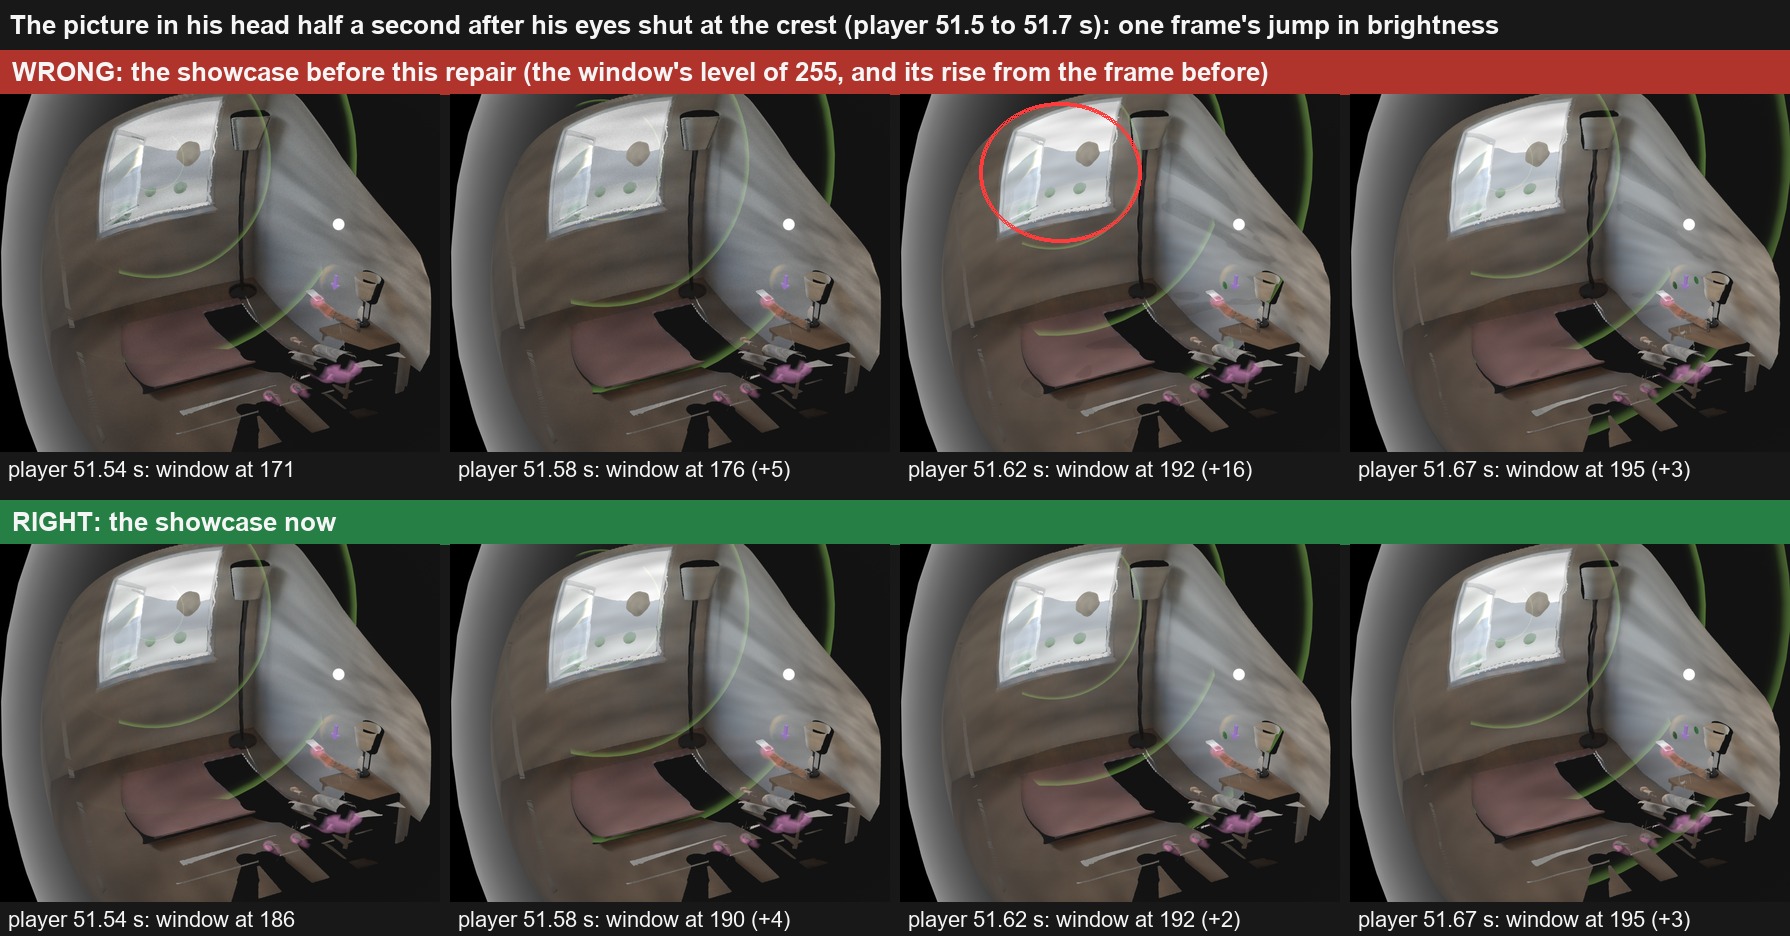 The picture in his head half a second after his eyes shut at the crest (player 51.5 to 51.7 s): one frame's jump in brightness
WRONG: the showcase before this repair (the window's level of 255, and its rise from the frame before)
player 51.54 s: window at 171
player 51.58 s: window at 176 (+5)
player 51.62 s: window at 192 (+16)
player 51.67 s: window at 195 (+3)
RIGHT: the showcase now
player 51.54 s: window at 186
player 51.58 s: window at 190 (+4)
player 51.62 s: window at 192 (+2)
player 51.67 s: window at 195 (+3)